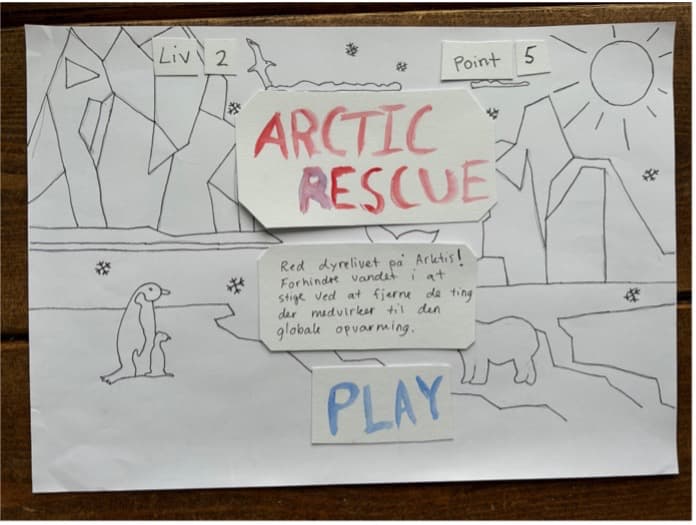 Liv 2
Point 5
ARCTIC
RESCUE
Red dyrelivet på Arktis!
Forhindre vandet i at
stige ved at fjerne de ting
der medvirker til den
globale opvarming.
PLAY